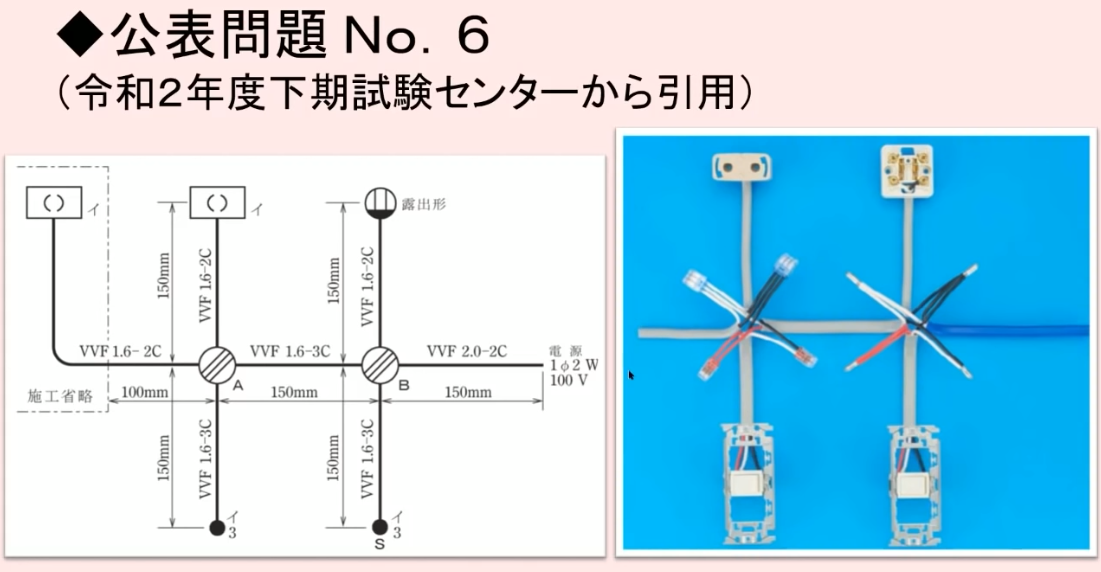 ◆公表問題 No．6
（令和2年度下期試験センターから引用）
イ
イ
露出形
150mm
VVF 1.6-2C
150mm
VVF 1.6-2C
VVF 1.6- 2C
VVF 1.6-3C
VVF 2.0-2C
電 源
1φ2 W
100 V
A
B
施工省略
100mm
150mm
150mm
150mm
VVF 1.6-3C
150mm
VVF 1.6-3C
イ
3
イ
3
S